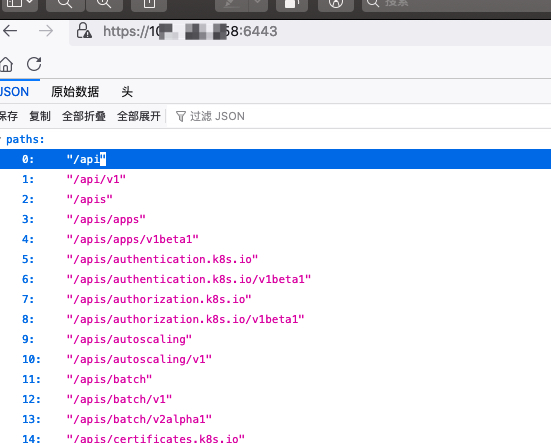 搜索
https://1 58:6443
JSON 原始数据 头
保存 复制 全部折叠 全部展开 过滤 JSON
paths:
0: "/api"
1: "/api/v1"
2: "/apis"
3: "/apis/apps"
4: "/apis/apps/v1beta1"
5: "/apis/authentication.k8s.io"
6: "/apis/authentication.k8s.io/v1beta1"
7: "/apis/authorization.k8s.io"
8: "/apis/authorization.k8s.io/v1beta1"
9: "/apis/autoscaling"
10: "/apis/autoscaling/v1"
11: "/apis/batch"
12: "/apis/batch/v1"
13: "/apis/batch/v2alpha1"
14: "/apis/certificates.k8s.io"